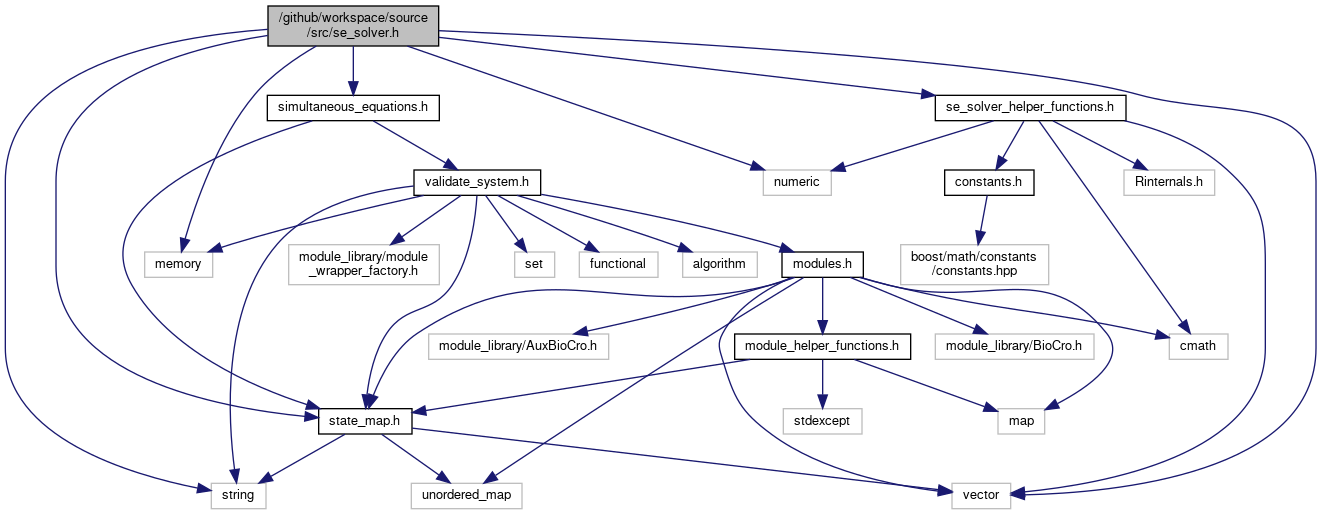 /github/workspace/source
/src/se_solver.h
simultaneous_equations.h
se_solver_helper_functions.h
validate_system.h
numeric
constants.h
Rinternals.h
memory
module_library/module
_wrapper_factory.h
set
functional
algorithm
modules.h
boost/math/constants
/constants.hpp
module_library/AuxBioCro.h
module_helper_functions.h
module_library/BioCro.h
cmath
state_map.h
stdexcept
map
string
unordered_map
vector